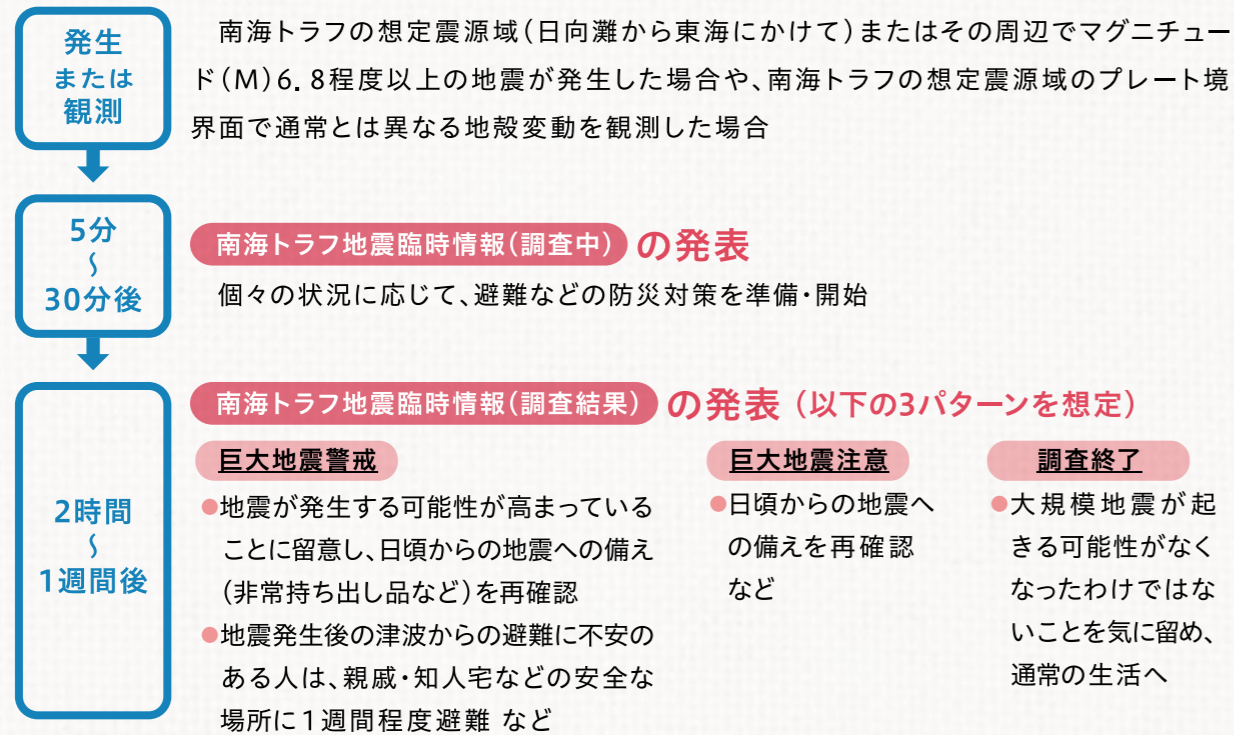 発生
または
観測
南海トラフの想定震源域(日向灘から東海にかけて)またはその周辺でマグニチュー
ド(M)6.8程度以上の地震が発生した場合や、南海トラフの想定震源域のプレート境
界面で通常とは異なる地殻変動を観測した場合
5分
〜
30分後
南海トラフ地震臨時情報(調査中)の発表
個々の状況に応じて、避難などの防災対策を準備・開始
2時間
〜
1週間後
南海トラフ地震臨時情報(調査結果)の発表(以下の3パターンを想定)
巨大地震警戒
●地震が発生する可能性が高まっている
ことに留意し、日頃からの地震への備え
(非常持ち出し品など)を再確認
●地震発生後の津波からの避難に不安の
ある人は、親戚・知人宅などの安全な
場所に1週間程度避難 など
巨大地震注意
●日頃からの地震へ
の備えを再確認
など
調査終了
●大規模地震が起
きる可能性がなく
なったわけではな
いことを気に留め、
通常の生活へ